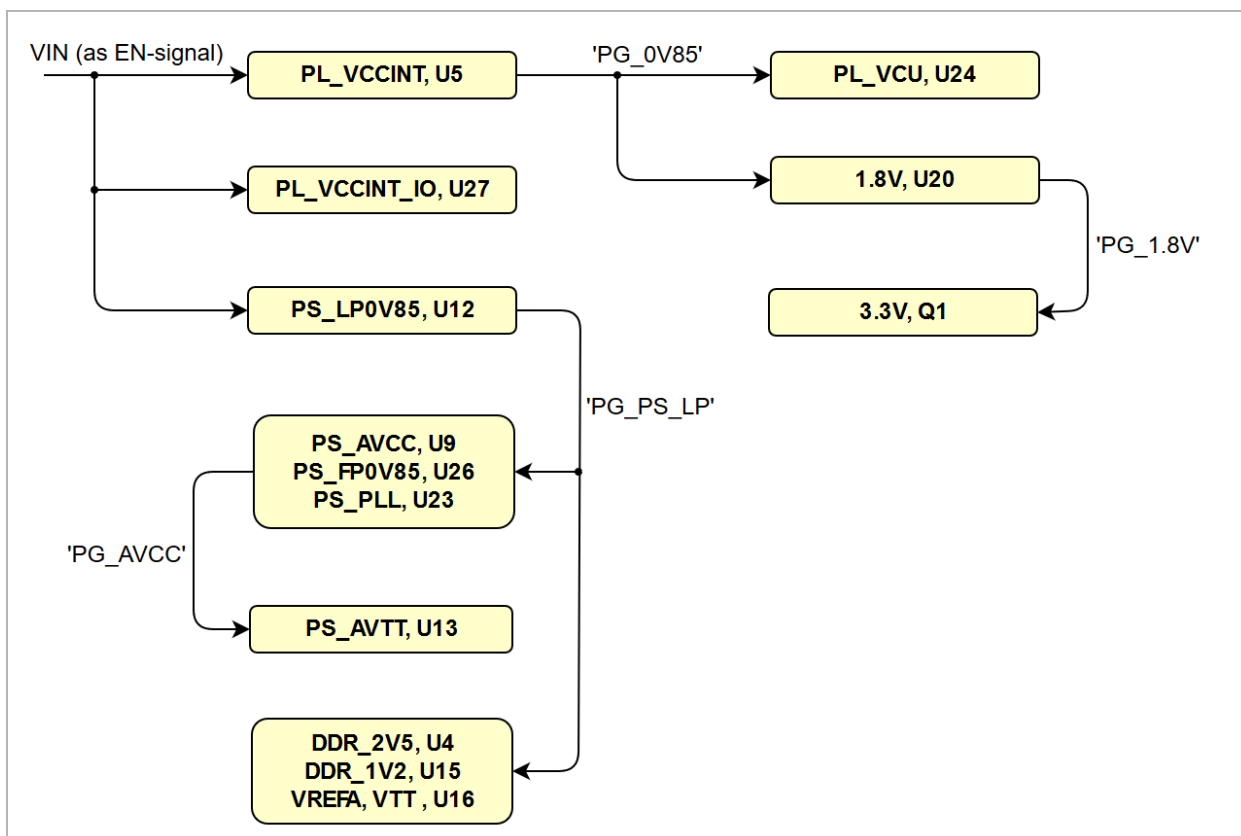 VIN (as EN-signal)
PL_VCCINT, U5
'PG_0V85'
PL_VCU, U24
PL_VCCINT_IO, U27
1.8V, U20
'PG_1.8V'
PS_LP0V85, U12
3.3V, Q1
'PG_PS_LP'
PS_AVCC, U9
PS_FP0V85, U26
PS_PLL, U23
'PG_AVCC'
PS_AVTT, U13
DDR_2V5, U4
DDR_1V2, U15
VREFA, VTT , U16